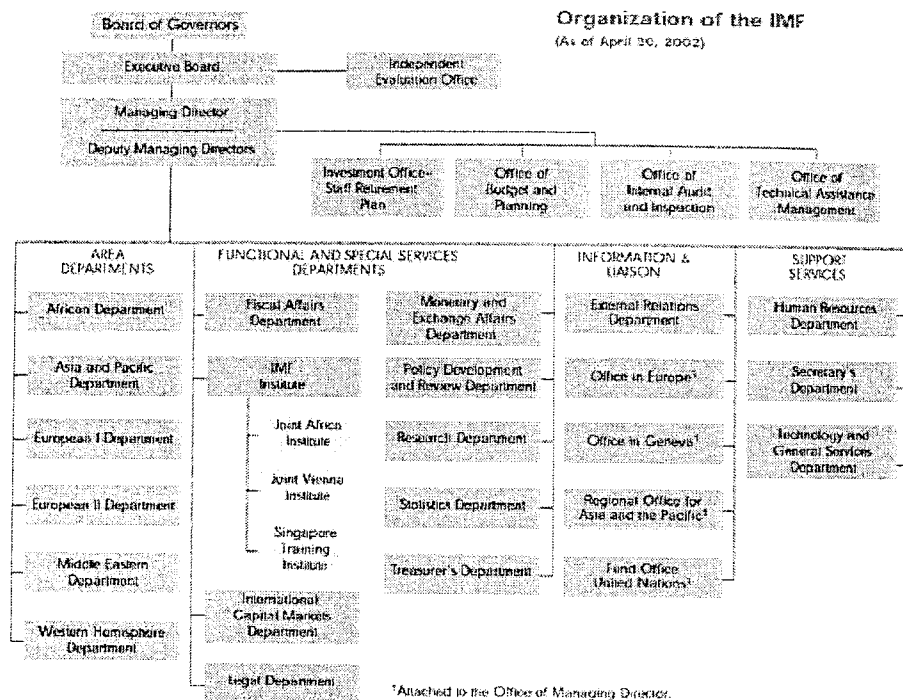 Organization of the IMF
(As of April 30, 2002)
Board of Governors
Executive Board
Independent
Evaluation Office
Managing Director
Deputy Managing Directors
Investment Office–
Staff Retirement
Plan
Office of
Budget and
Planning
Office of
Internal Audit
and Inspection
Office of
Technical Assistance
Management
AREA
DEPARTMENTS
African Department
Asia and Pacific
Department
European I Department
European II Department
Middle Eastern
Department
Western Hemisphere
Department
FUNCTIONAL AND SPECIAL SERVICES
DEPARTMENTS
Fiscal Affairs
Department
IMF
Institute
Joint Africa
Institute
Joint Vienna
Institute
Singapore
Training
Institute
International
Capital Markets
Department
Legal Department
Monetary and
Exchange Affairs
Department
Policy Development
and Review Department
Research Department
Statistics Department
Treasurer's Department
INFORMATION &
LIAISON
External Relations
Department
Office in Europe¹
Office in Geneva¹
Regional Office for
Asia and the Pacific¹
Fund Office
United Nations¹
SUPPORT
SERVICES
Human Resources
Department
Secretary's
Department
Technology and
General Services
Department
¹Attached to the Office of Managing Director.